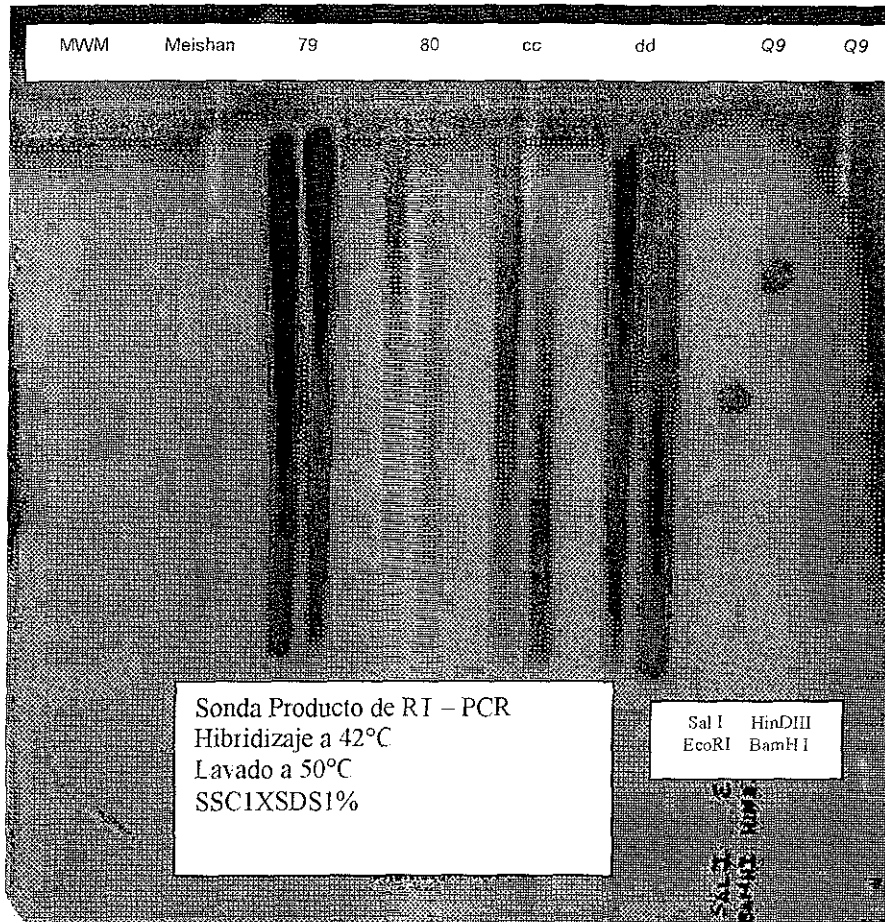 MWM Meishan 79 80 cc dd Q9 Q9
Sonda Producto de RT – PCR
Hibridizaje a 42°C
Lavado a 50°C
SSC1XSDS1%
Sal I HinDIII
EcoRI BamH I